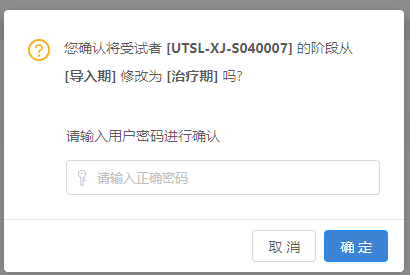 您确认将受试者 [UTSL-XJ-S040007] 的阶段从
[导入期] 修改为 [治疗期] 吗?
请输入用户密码进行确认
请输入正确密码
取 消
确 定